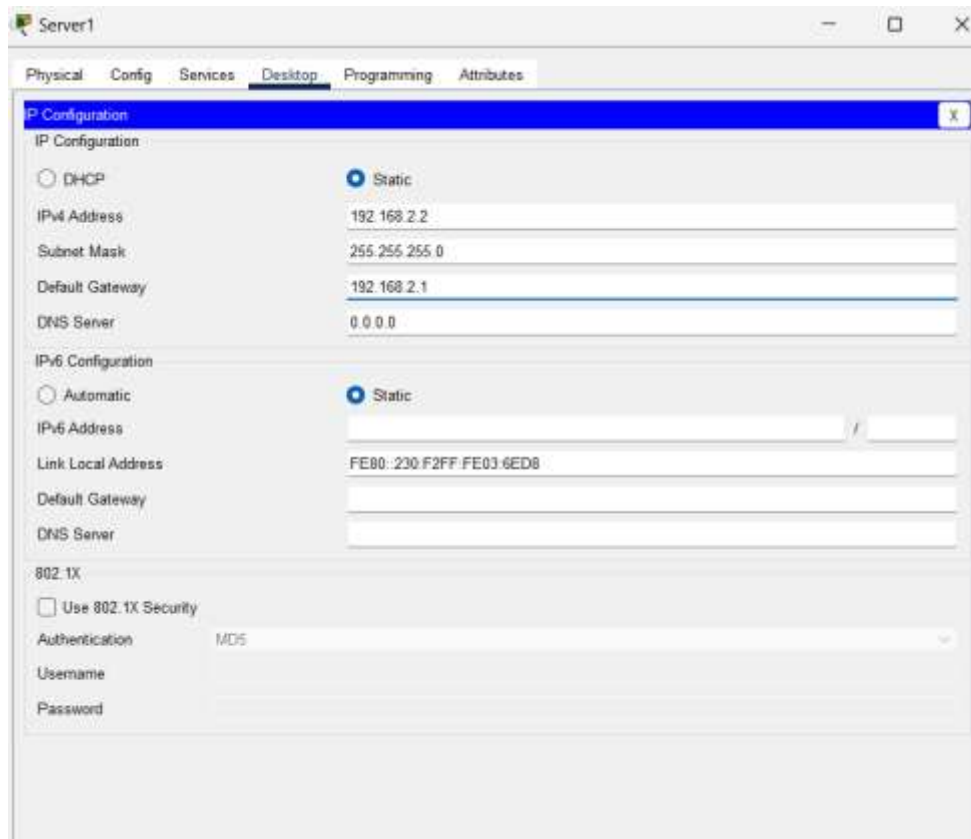 Server1
Physical Config Services Desktop Programming Attributes
IP Configuration X
IP Configuration
DHCP Static
IPv4 Address 192.168.2.2
Subnet Mask 255.255.255.0
Default Gateway 192.168.2.1
DNS Server 0.0.0.0
IPv6 Configuration
Automatic Static
IPv6 Address /
Link Local Address FE80::230:F2FF:FE03:6ED8
Default Gateway
DNS Server
802.1X
Use 802.1X Security
Authentication MD5
Username
Password